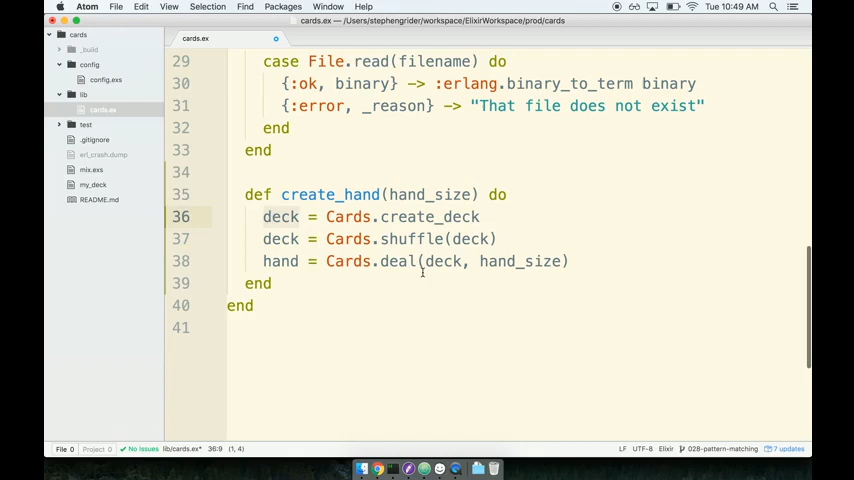 Atom File Edit View Selection Find Packages Window Help Tue 10:49 AM
cards.ex — /Users/stephengrider/workspace/ElixirWorkspace/prod/cards
cards
_build
config
config.exs
lib
cards.ex
test
.gitignore
erl_crash.dump
mix.exs
my_deck
README.md
cards.ex
29 case File.read(filename) do
30 {:ok, binary} -> :erlang.binary_to_term binary
31 {:error, _reason} -> "That file does not exist"
32 end
33 end
34
35 def create_hand(hand_size) do
36 deck = Cards.create_deck
37 deck = Cards.shuffle(deck)
38 hand = Cards.deal(deck, hand_size)
39 end
40 end
41
File 0 Project 0 No Issues lib/cards.ex* 36:9 (1, 4) LF UTF-8 Elixir 028-pattern-matching 7 updates